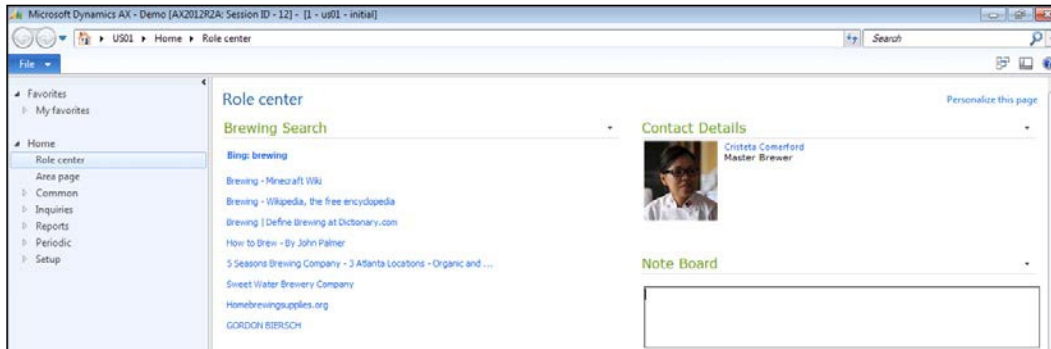 Microsoft Dynamics AX - Demo [AX2012R2A: Session ID - 12] - [1 - us01 - initial]
US01 Home Role center
Search
File
Favorites
My favorites
Home
Role center
Area page
Common
Inquiries
Reports
Periodic
Setup
Role center
Personalize this page
Brewing Search
Bing: brewing
Brewing - Minecraft Wiki
Brewing - Wikipedia, the free encyclopedia
Brewing | Define Brewing at Dictionary.com
How to Brew - By John Palmer
5 Seasons Brewing Company - 3 Atlanta Locations - Organic and ...
Sweet Water Brewery Company
Homebrewingsupplies.org
GORDON BIERSCH
Contact Details
Cristeta Comerford
Master Brewer
Note Board